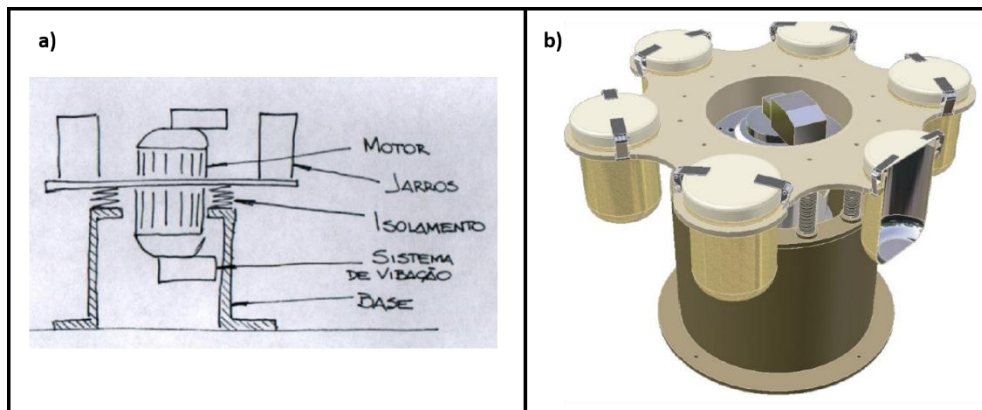 a)
MOTOR
JARROS
ISOLAMENTO
SISTEMA
DE VIBAÇÃO
BASE
b)